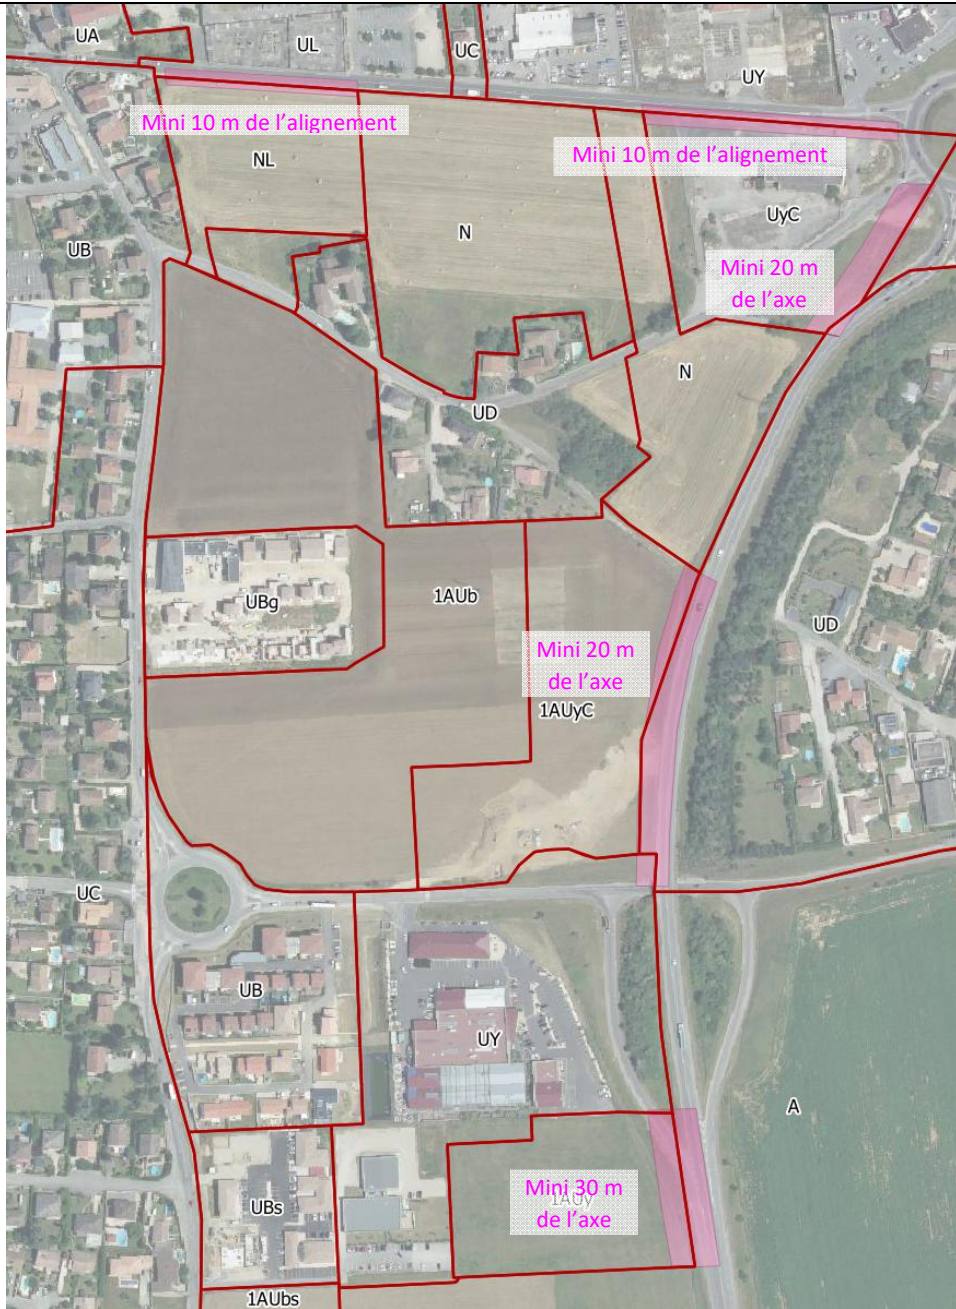 UA
UL
UC
UY
Mini 10 m de l'alignement
NL
Mini 10 m de l'alignement
UyC
UB
N
Mini 20 m
de l'axe
N
UD
UBg
1AUb
UD
Mini 20 m
de l'axe
1AUyC
UC
UB
UY
A
Mini 30 m
1AUy
de l'axe
UBs
1AUbs